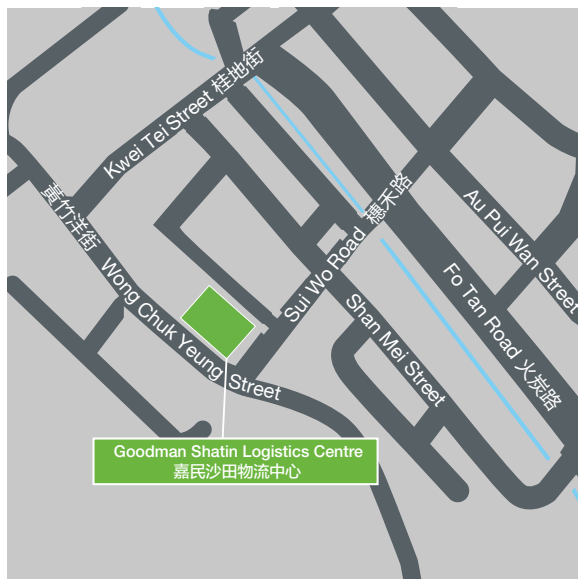 Kwei Tei Street 桂地街
黃竹洋街 Wong Chuk Yeung Street
Sui Wo Road 穗禾路
Au Pui Wan Street
Shan Mei Street
Fo Tan Road 火炭路
Goodman Shatin Logistics Centre
嘉民沙田物流中心